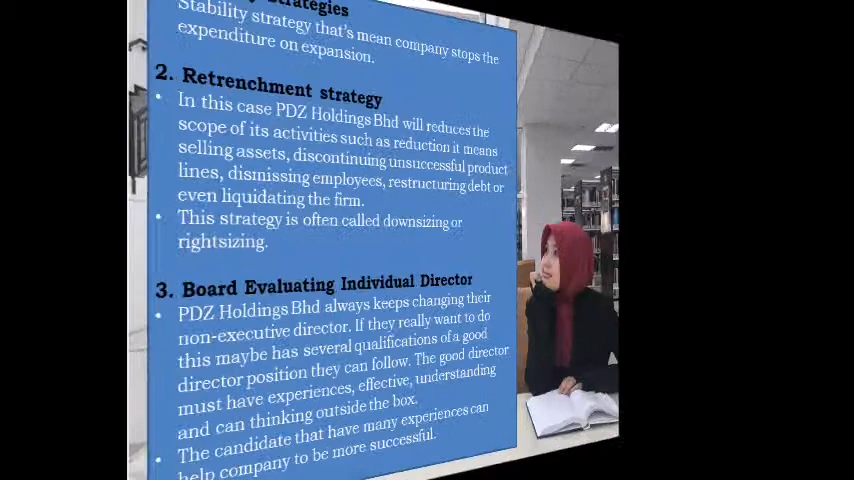 Strategies
Stability strategy that's mean company stops the
expenditure on expansion.
2. Retrenchment strategy
• In this case PDZ Holdings Bhd will reduces the
scope of its activities such as reduction it means
selling assets, discontinuing unsuccessful product
lines, dismissing employees, restructuring debt or
even liquidating the firm.
• This strategy is often called downsizing or
rightsizing.
3. Board Evaluating Individual Director
• PDZ Holdings Bhd always keeps changing their
non-executive director. If they really want to do
this maybe has several qualifications of a good
director position they can follow. The good director
must have experiences, effective, understanding
and can thinking outside the box.
• The candidate that have many experiences can
help company to be more successful.